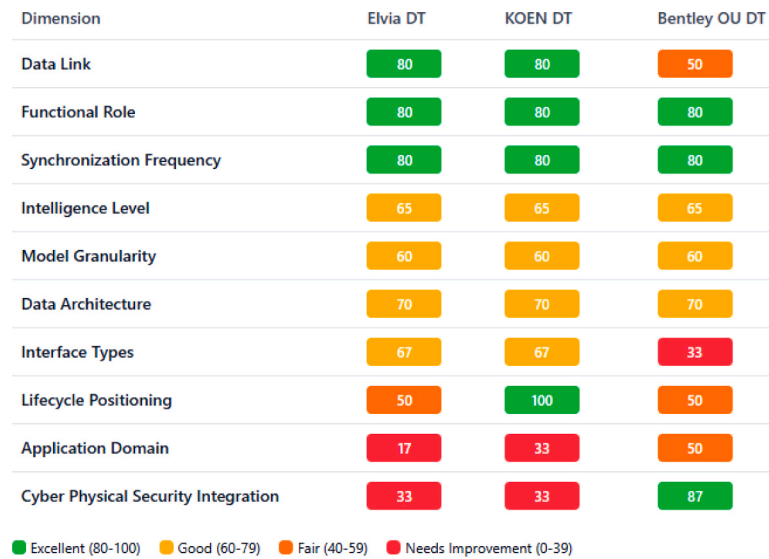 Dimension Elvia DT KOEN DT Bentley OU DT
Data Link 80 80 50
Functional Role 80 80 80
Synchronization Frequency 80 80 80
Intelligence Level 65 65 65
Model Granularity 60 60 60
Data Architecture 70 70 70
Interface Types 67 67 33
Lifecycle Positioning 50 100 50
Application Domain 17 33 50
Cyber Physical Security Integration 33 33 87
Excellent (80-100) Good (60-79) Fair (40-59) Needs Improvement (0-39)